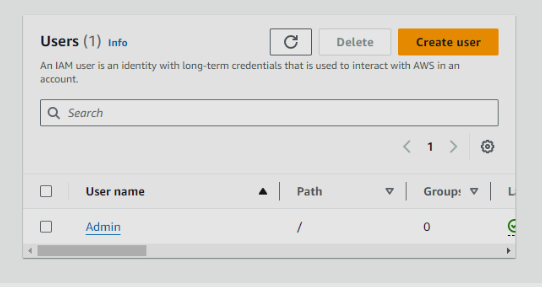 Users (1) Info
Delete
Create user
An IAM user is an identity with long-term credentials that is used to interact with AWS in an
account.
Search
1
User name Path Groups
Admin / 0